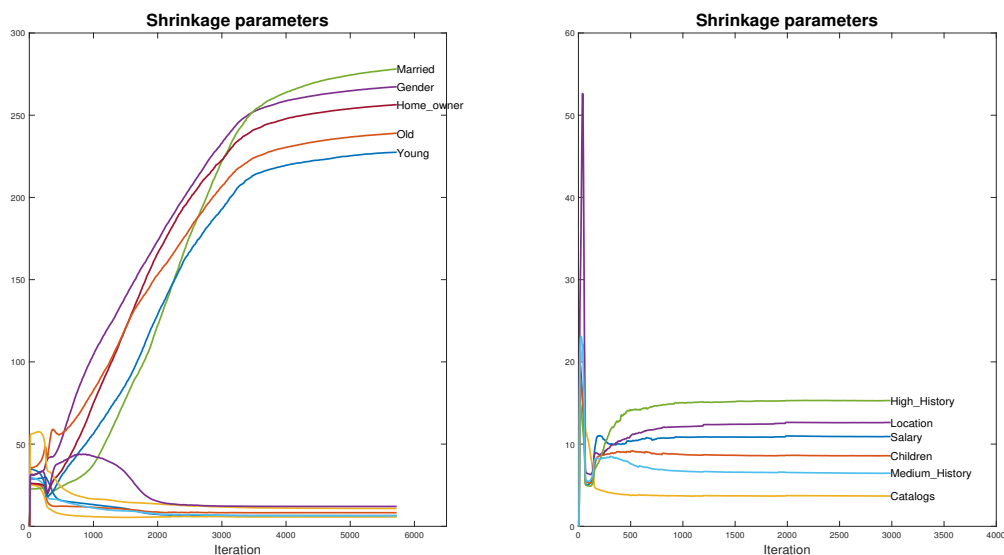 Shrinkage parameters
300
250
200
150
100
50
0
0
1000
2000
3000
4000
5000
6000
Iteration
Married
Gender
Home_owner
Old
Young
Shrinkage parameters
60
50
40
30
20
10
0
0
500
1000
1500
2000
2500
3000
3500
4000
Iteration
High_History
Location
Salary
Children
Medium_History
Catalogs